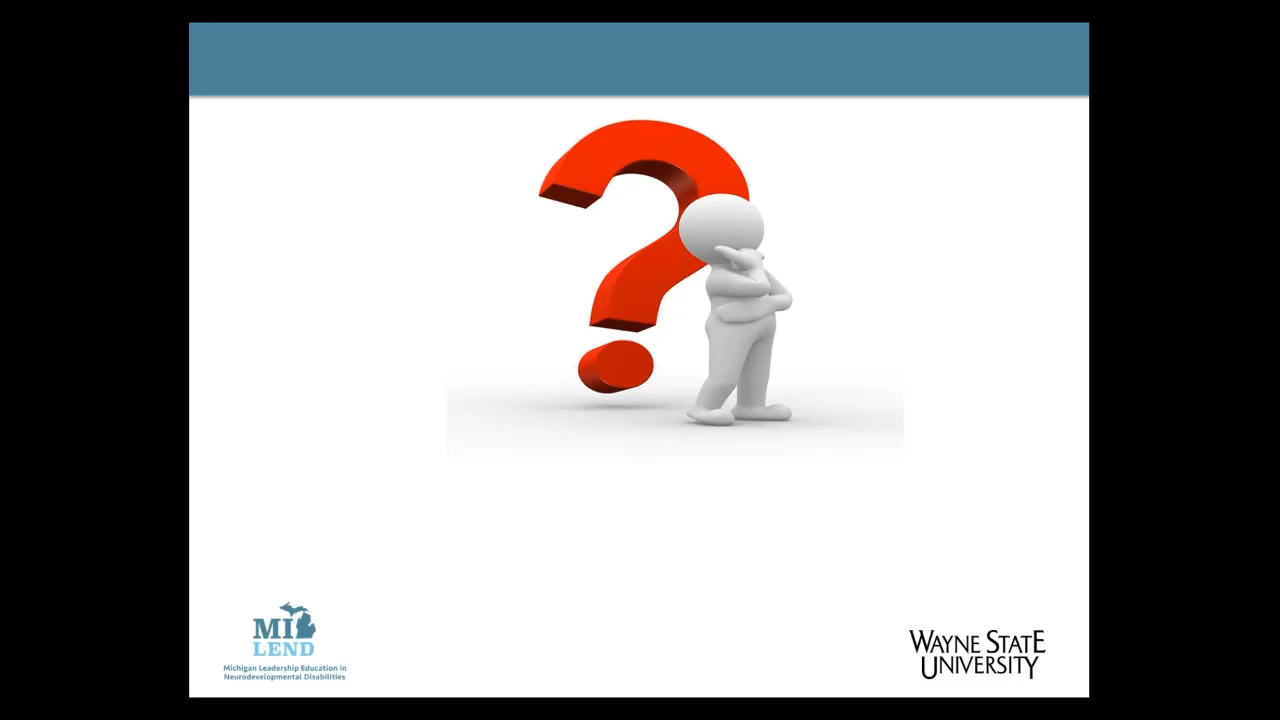 MI
LEND
Michigan Leadership Education in
Neurodevelopmental Disabilities
WAYNE STATE
UNIVERSITY